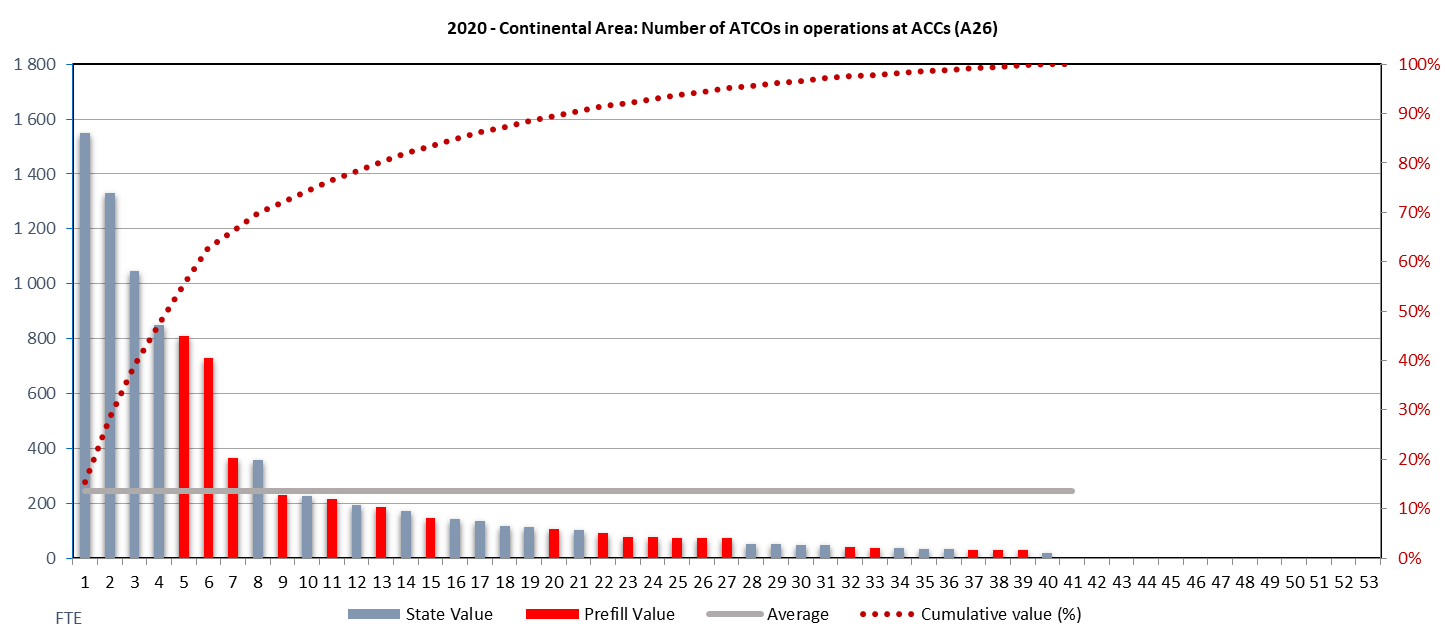 2020 - Continental Area: Number of ATCOs in operations at ACCs (A26)
1 800 100%
1 600 90%
1 400 80%
1 200 70%
1 000 60%
800 50%
600 40%
400 30%
200 20%
0 10%
0%
1 2 3 4 5 6 7 8 9 10 11 12 13 14 15 16 17 18 19 20 21 22 23 24 25 26 27 28 29 30 31 32 33 34 35 36 37 38 39 40 41 42 43 44 45 46 47 48 49 50 51 52 53
FTE State Value Prefill Value Average Cumulative value (%)